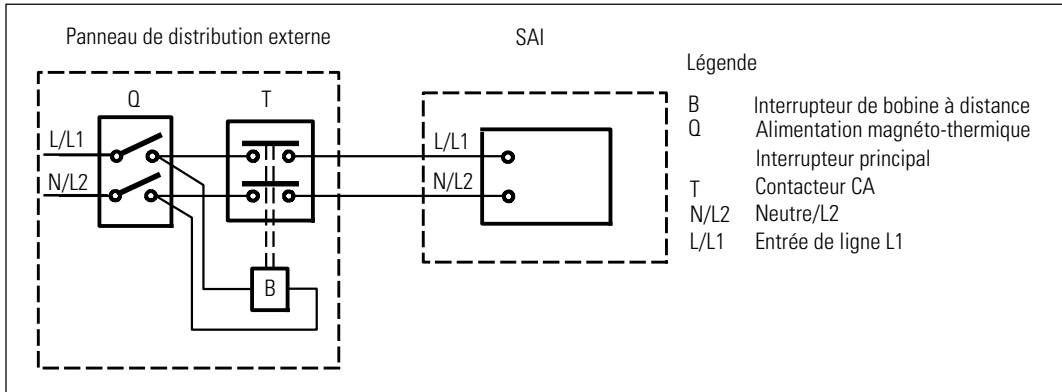 Panneau de distribution externe
SAI
Légende
Q
T
B Interrupteur de bobine à distance
Q Alimentation magnéto-thermique
Interrupteur principal
T Contacteur CA
N/L2 Neutre/L2
L/L1 Entrée de ligne L1
L/L1
L/L1
N/L2
N/L2
B